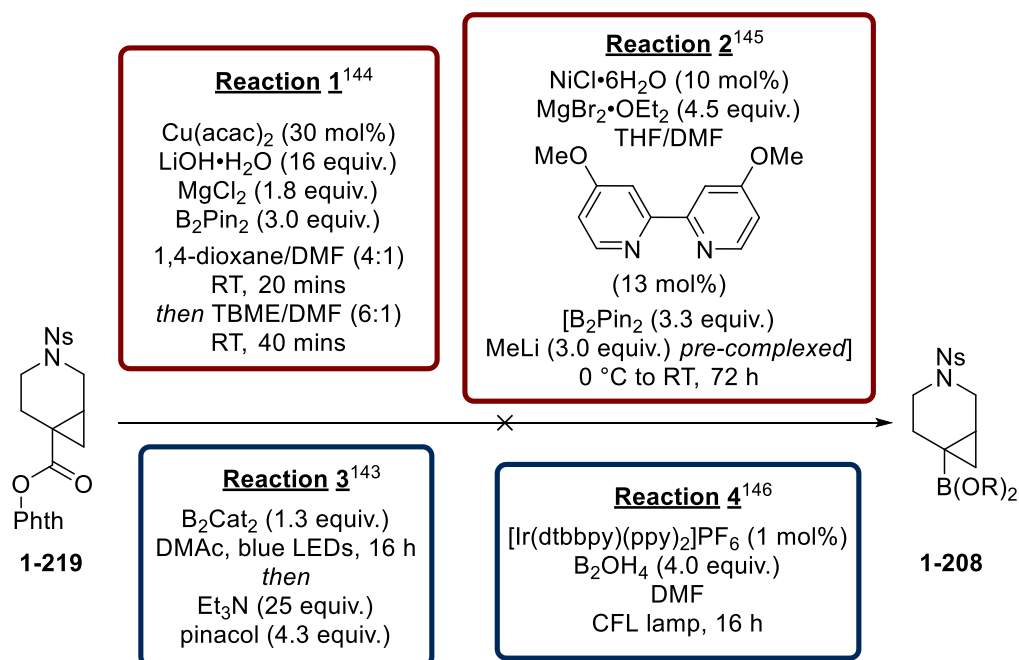 Reaction 1144
Cu(acac)2 (30 mol%)
LiOH•H2O (16 equiv.)
MgCl2 (1.8 equiv.)
B2Pin2 (3.0 equiv.)
1,4-dioxane/DMF (4:1)
RT, 20 mins
then TBME/DMF (6:1)
RT, 40 mins
Reaction 2145
NiCl•6H2O (10 mol%)
MgBr2•OEt2 (4.5 equiv.)
THF/DMF
MeO
OMe
N
N
(13 mol%)
[B2Pin2 (3.3 equiv.)
MeLi (3.0 equiv.) pre-complexed]
0 °C to RT, 72 h
Ns
N
O
O
Phth
1-219
Reaction 3143
B2Cat2 (1.3 equiv.)
DMAc, blue LEDs, 16 h
then
Et3N (25 equiv.)
pinacol (4.3 equiv.)
Reaction 4146
[Ir(dtbbpy)(ppy)2]PF6 (1 mol%)
B2OH4 (4.0 equiv.)
DMF
CFL lamp, 16 h
Ns
N
B(OR)2
1-208